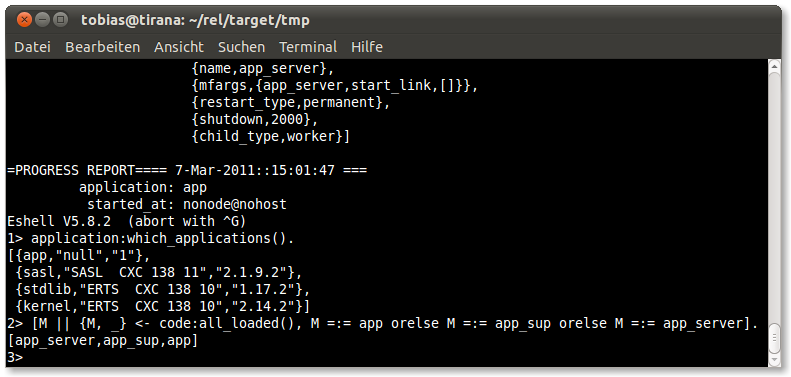 tobias@tirana: ~/rel/target/tmp
Datei Bearbeiten Ansicht Suchen Terminal Hilfe
{name,app_server},
{mfargs,{app_server,start_link,[]}},
{restart_type,permanent},
{shutdown,2000},
{child_type,worker}]
=PROGRESS REPORT==== 7-Mar-2011::15:01:47 ===
application: app
started_at: nonode@nohost
Eshell V5.8.2  (abort with ^G)
1> application:which_applications().
[{app,"null","1"},
{sasl,"SASL  CXC 138 11","2.1.9.2"},
{stdlib,"ERTS  CXC 138 10","1.17.2"},
{kernel,"ERTS  CXC 138 10","2.14.2"}]
2> [M || {M, _} <- code:all_loaded(), M =:= app orelse M =:= app_sup orelse M =:= app_server].
[app_server,app_sup,app]
3>